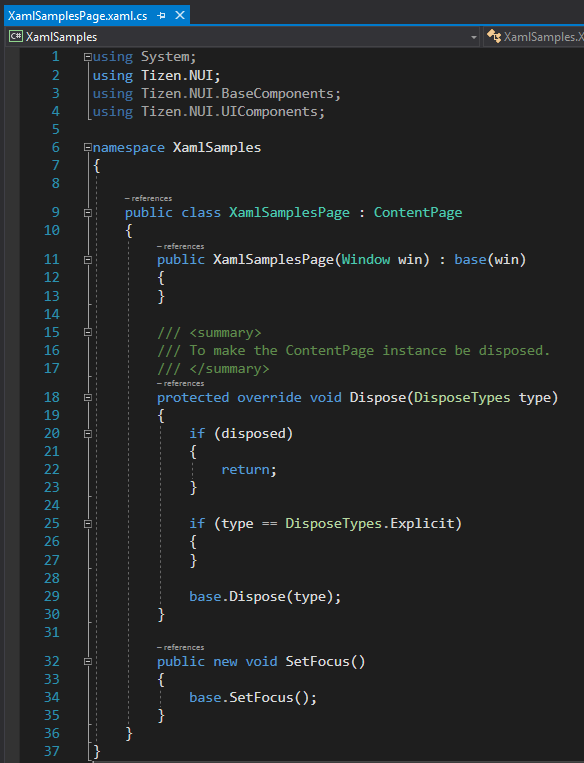 XamlSamplesPage.xaml.cs
C# XamlSamples XamlSamples.X
1 using System;
2 using Tizen.NUI;
3 using Tizen.NUI.BaseComponents;
4 using Tizen.NUI.UIComponents;
5
6 namespace XamlSamples
7 {
8
– references
9 public class XamlSamplesPage : ContentPage
10 {
– references
11 public XamlSamplesPage(Window win) : base(win)
12 {
13 }
14
15 /// <summary>
16 /// To make the ContentPage instance be disposed.
17 /// </summary>
– references
18 protected override void Dispose(DisposeTypes type)
19 {
20 if (disposed)
21 {
22 return;
23 }
24
25 if (type == DisposeTypes.Explicit)
26 {
27 }
28
29 base.Dispose(type);
30 }
31
– references
32 public new void SetFocus()
33 {
34 base.SetFocus();
35 }
36 }
37 }